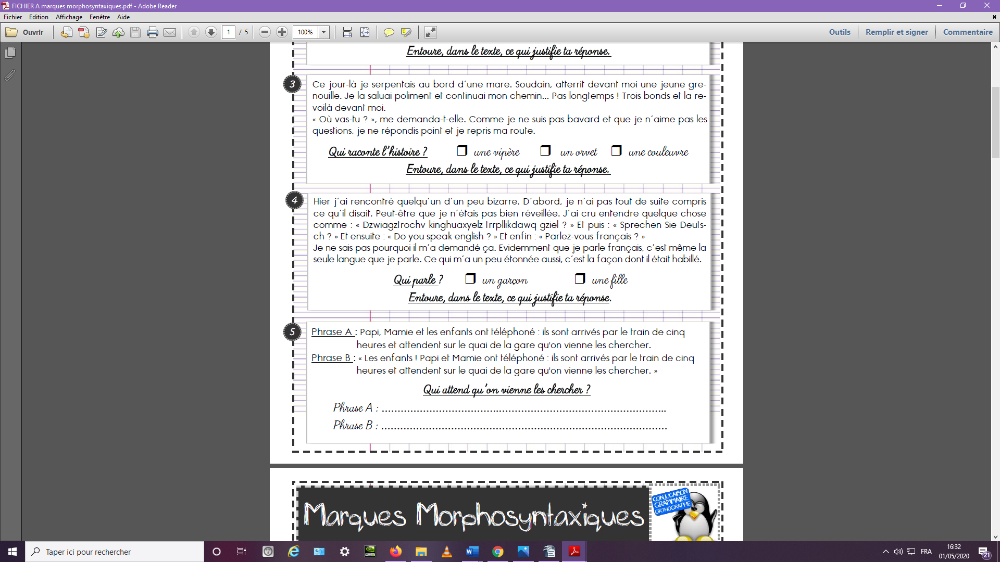 FICHIER A marques morphosyntaxiques.pdf - Adobe Reader
Fichier Edition Affichage Fenêtre Aide
Ouvrir 1 / 5 100% Outils Remplir et signer Commentaire
Entoure, dans le texte, ce qui justifie ta réponse.
3
Ce jour-là je serpentais au bord d'une mare. Soudain, atterrit devant moi une jeune gre-
nouille. Je la saluai poliment et continuai mon chemin... Pas longtemps ! Trois bonds et la re-
voilà devant moi.
« Où vas-tu ? », me demanda-t-elle. Comme je ne suis pas bavard et que je n'aime pas les
questions, je ne répondis point et je repris ma route.
Qui raconte l'histoire ? une vipère un orvet une couleuvre
Entoure, dans le texte, ce qui justifie ta réponse.
4
Hier j'ai rencontré quelqu'un d'un peu bizarre. D'abord, je n'ai pas tout de suite compris
ce qu'il disait. Peut-être que je n'étais pas bien réveillée. J'ai cru entendre quelque chose
comme : « Dzwiagztrochv kinghuaxyelz trrpllikdawq gziel ? » Et puis : « Sprechen Sie Deuts-
ch ? » Et ensuite : « Do you speak english ? » Et enfin : « Parlez-vous français ? »
Je ne sais pas pourquoi il m'a demandé ça. Evidemment que je parle français, c'est même la
seule langue que je parle. Ce qui m'a un peu étonnée aussi, c'est la façon dont il était habillé.
Qui parle ? un garçon une fille
Entoure, dans le texte, ce qui justifie ta réponse.
5
Phrase A : Papi, Mamie et les enfants ont téléphoné : ils sont arrivés par le train de cinq
heures et attendent sur le quai de la gare qu'on vienne les chercher.
Phrase B : « Les enfants ! Papi et Mamie ont téléphoné : ils sont arrivés par le train de cinq
heures et attendent sur le quai de la gare qu'on vienne les chercher. »
Qui attend qu'on vienne les chercher ?
Phrase A : ..........................................................................................
Phrase B : ..........................................................................................
Marques Morphosyntaxiques
CONJUGAISON
GRAMMAIRE
ORTHOGRAPHE
Taper ici pour rechercher
FRA
16:32
01/05/2020
21